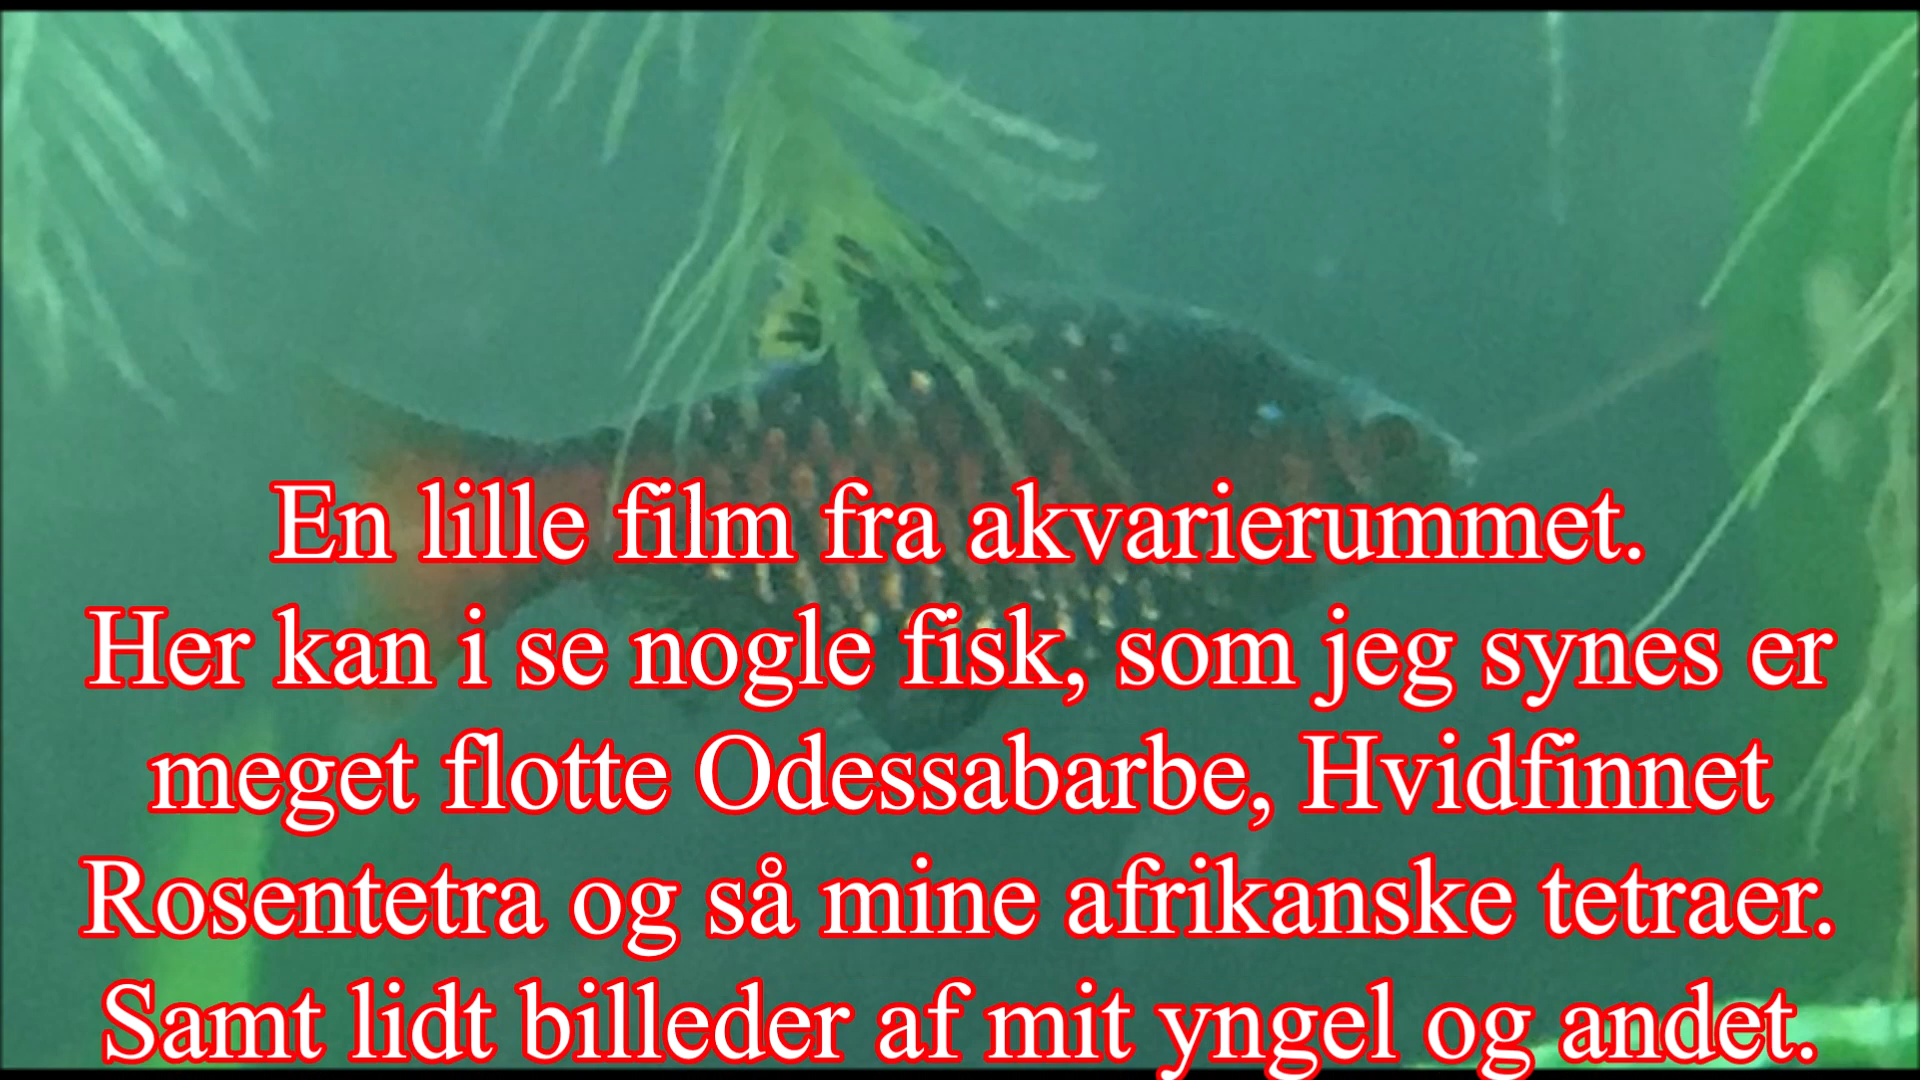 En lille film fra akvarierummet.
Her kan i se nogle fisk, som jeg synes er
meget flotte Odessabarbe, Hvidfinnet
Rosentetra og så mine afrikanske tetraer.
Samt lidt billeder af mit yngel og andet.